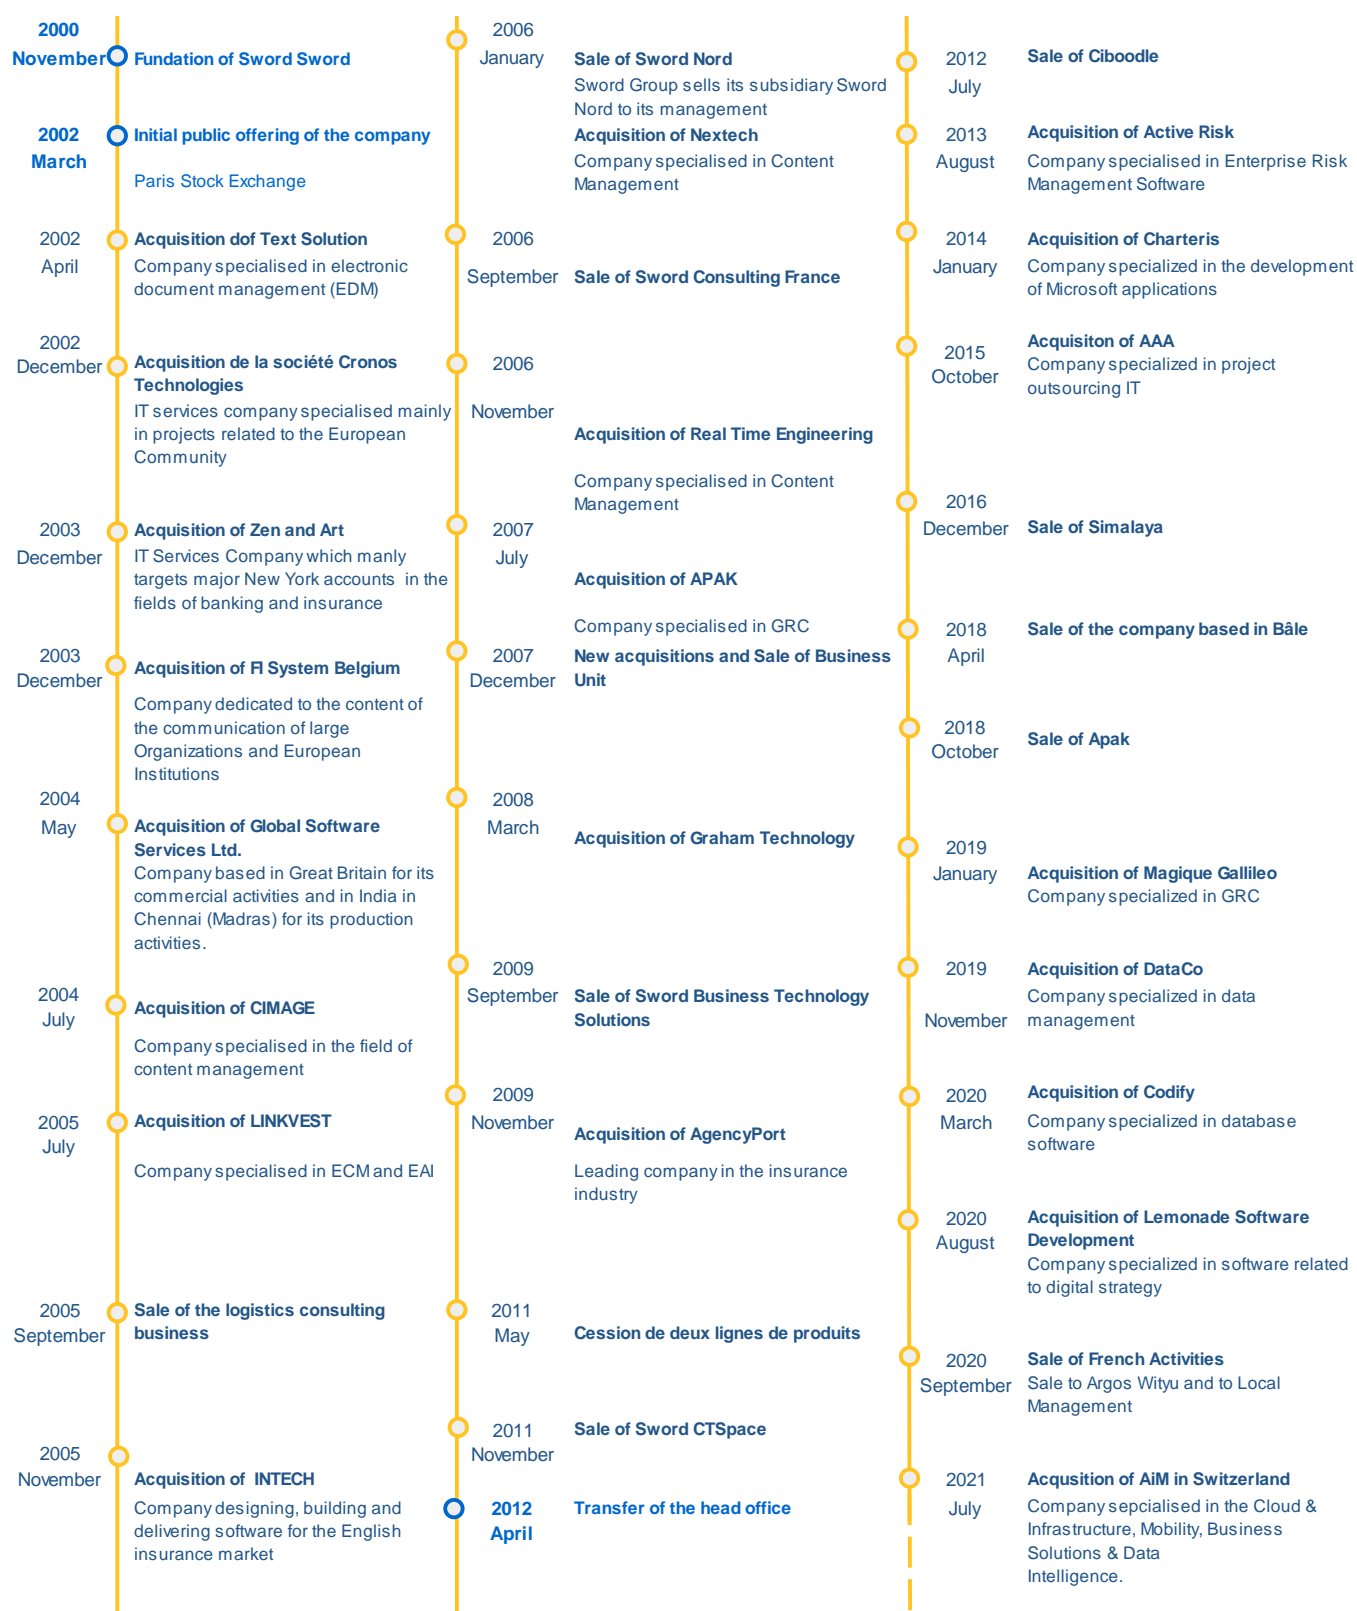 2000
November
Fundation of Sword Sword
2002
March
Initial public offering of the company
Paris Stock Exchange
2002
April
Acquisition dof Text Solution
Company specialised in electronic
document management (EDM)
2002
December
Acquisition de la société Cronos
Technologies
IT services company specialised mainly
in projects related to the European
Community
2003
December
Acquisition of Zen and Art
IT Services Company which manly
targets major New York accounts in the
fields of banking and insurance
2003
December
Acquisition of FI System Belgium
Company dedicated to the content of
the communication of large
Organizations and European
Institutions
2004
May
Acquisition of Global Software
Services Ltd.
Company based in Great Britain for its
commercial activities and in India in
Chennai (Madras) for its production
activities.
2004
July
Acquisition of CIMAGE
Company specialised in the field of
content management
2005
July
Acquisition of LINKVEST
Company specialised in ECM and EAI
2005
September
Sale of the logistics consulting
business
2005
November
Acquisition of INTECH
Company designing, building and
delivering software for the English
insurance market
2006
January
Sale of Sword Nord
Sword Group sells its subsidiary Sword
Nord to its management
Acquisition of Nextech
Company specialised in Content
Management
2006
September
Sale of Sword Consulting France
2006
November
Acquisition of Real Time Engineering
Company specialised in Content
Management
2007
July
Acquisition of APAK
Company specialised in GRC
2007
December
New acquisitions and Sale of Business
Unit
2008
March
Acquisition of Graham Technology
2009
September
Sale of Sword Business Technology
Solutions
2009
November
Acquisition of AgencyPort
Leading company in the insurance
industry
2011
May
Cession de deux lignes de produits
2011
November
Sale of Sword CTSpace
2012
April
Transfer of the head office
2012
July
Sale of Ciboodle
2013
August
Acquisition of Active Risk
Company specialised in Enterprise Risk
Management Software
2014
January
Acquisition of Charteris
Company specialized in the development
of Microsoft applications
2015
October
Acquisiton of AAA
Company specialized in project
outsourcing IT
2016
December
Sale of Simalaya
2018
April
Sale of the company based in Bâle
2018
October
Sale of Apak
2019
January
Acquisition of Magique Gallileo
Company specialized in GRC
2019
November
Acquisition of DataCo
Company specialized in data
management
2020
March
Acquisition of Codify
Company specialized in database
software
2020
August
Acquisition of Lemonade Software
Development
Company specialized in software related
to digital strategy
2020
September
Sale of French Activities
Sale to Argos Wityu and to Local
Management
2021
July
Acqusition of AiM in Switzerland
Company sepcialised in the Cloud &
Infrastructure, Mobility, Business
Solutions & Data
Intelligence.